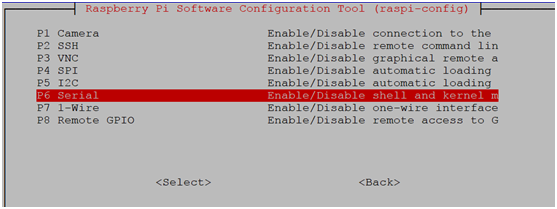 Raspberry Pi Software Configuration Tool (raspi-config)
P1 Camera Enable/Disable connection to the
P2 SSH Enable/Disable remote command lin
P3 VNC Enable/Disable graphical remote a
P4 SPI Enable/Disable automatic loading
P5 I2C Enable/Disable automatic loading
P6 Serial Enable/Disable shell and kernel m
P7 1-Wire Enable/Disable one-wire interface
P8 Remote GPIO Enable/Disable remote access to G
<Select> <Back>